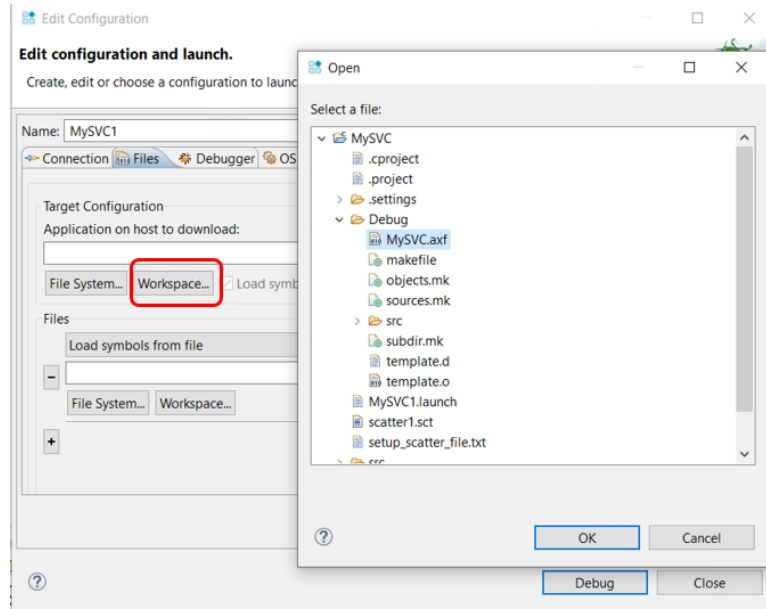 Edit Configuration
Edit configuration and launch.
Create, edit or choose a configuration to launc
Name: MySVC1
Connection Files Debugger OS
Target Configuration
Application on host to download:
File System... Workspace... Load symb
Files
Load symbols from file
−
File System... Workspace...
+
Debug Close
Open
Select a file:
MySVC
.cproject
.project
.settings
Debug
MySVC.axf
makefile
objects.mk
sources.mk
src
subdir.mk
template.d
template.o
MySVC1.launch
scatter1.sct
setup_scatter_file.txt
src
OK Cancel